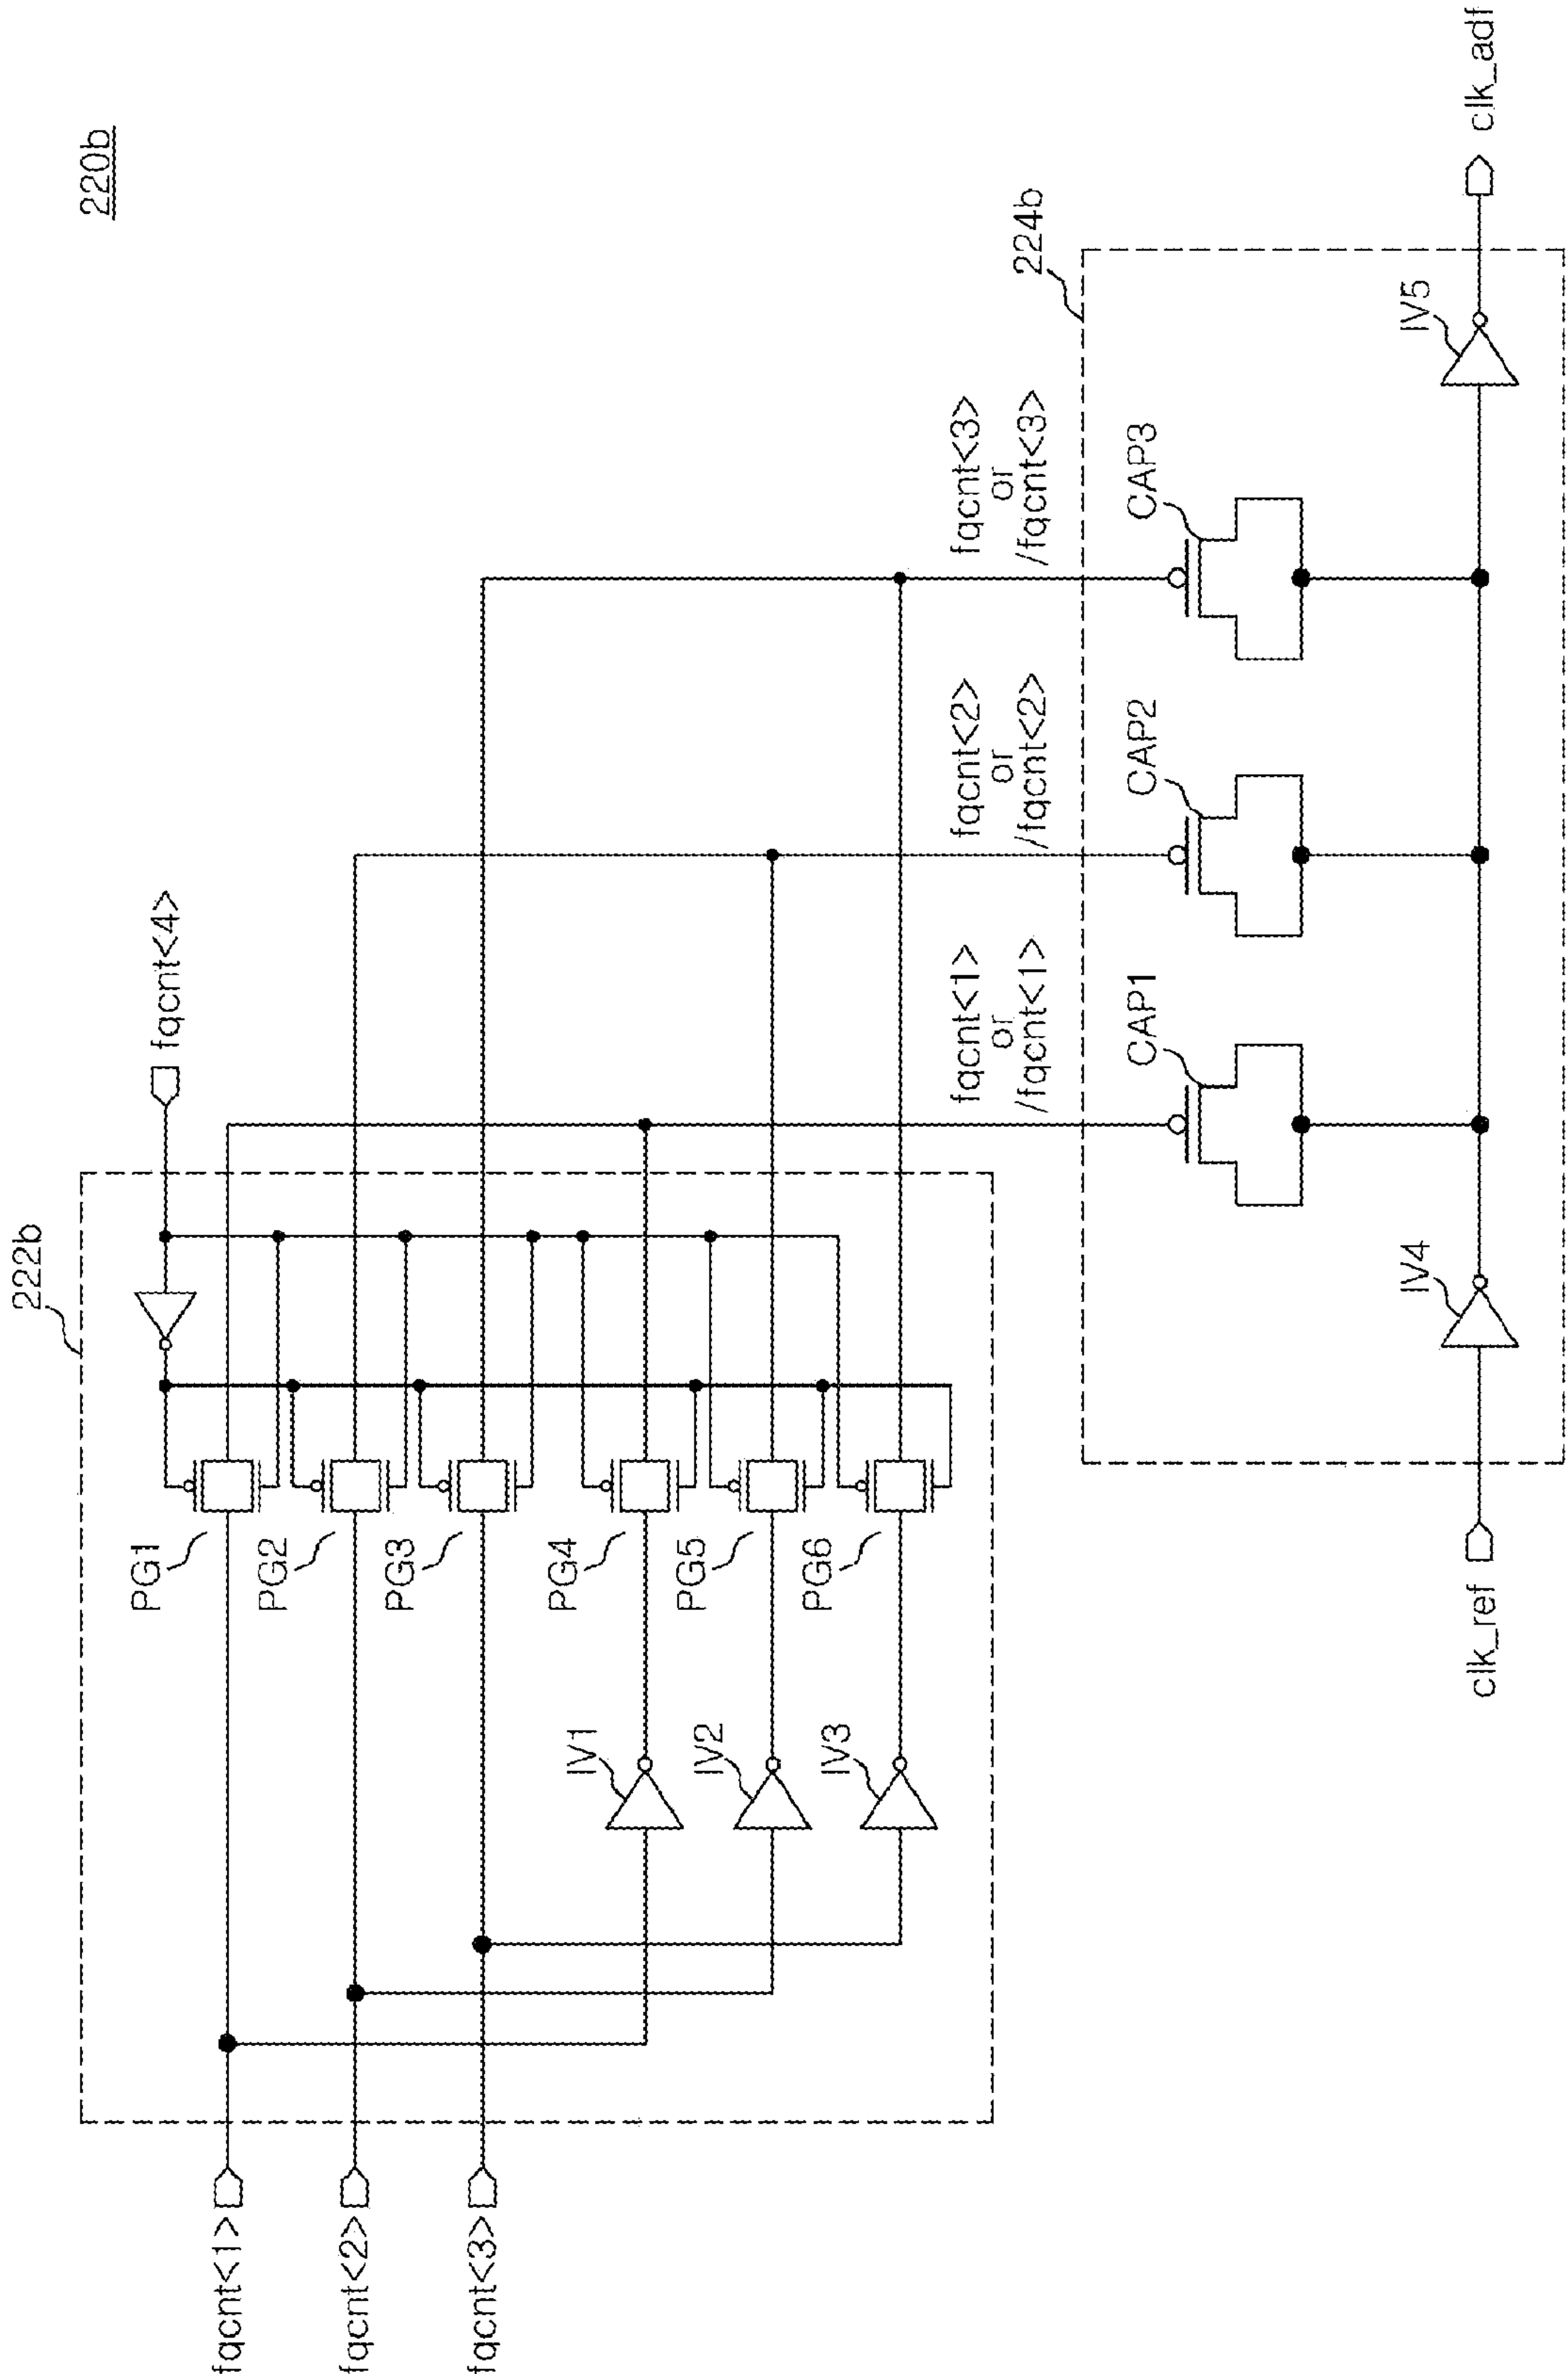 220b
222b
fqcnt<4>
fqcnt<1>
fqcnt<2>
fqcnt<3>
PG1
PG2
PG3
PG4
PG5
PG6
IV1
IV2
IV3
fqcnt<1>
or
/fqcnt<1>
fqcnt<2>
or
/fqcnt<2>
fqcnt<3>
or
/fqcnt<3>
224b
CAP1
CAP2
CAP3
IV4
IV5
clk_ref
clk_adf